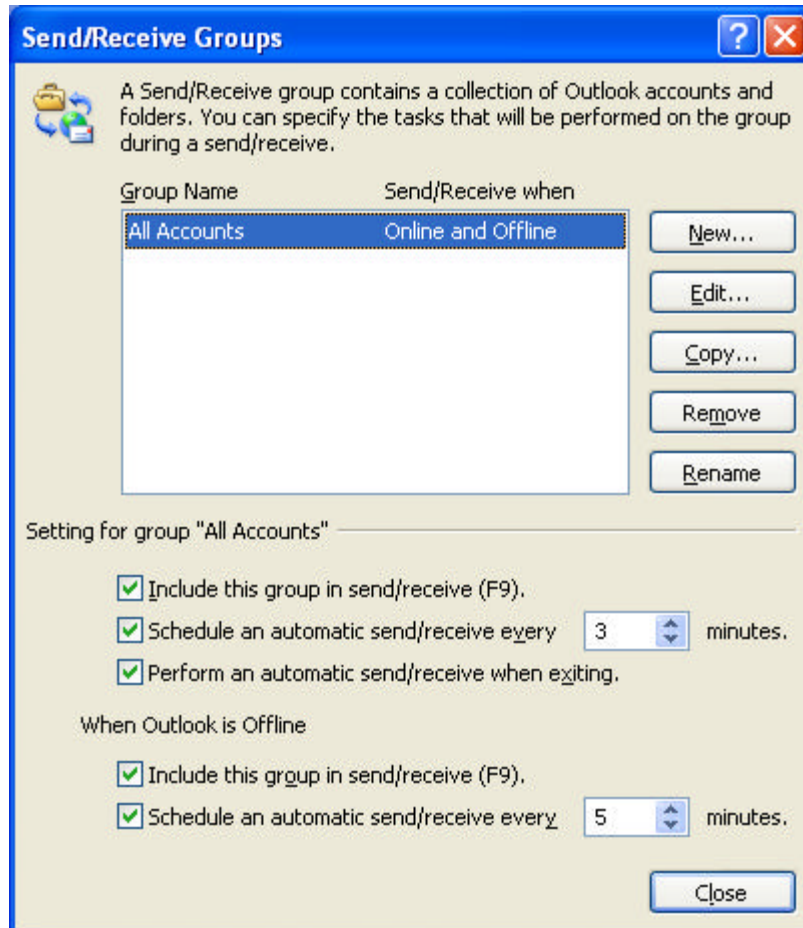 Send/Receive Groups
A Send/Receive group contains a collection of Outlook accounts and
folders. You can specify the tasks that will be performed on the group
during a send/receive.
Group Name Send/Receive when
All Accounts Online and Offline
New...
Edit...
Copy...
Remove
Rename
Setting for group "All Accounts"
Include this group in send/receive (F9).
Schedule an automatic send/receive every 3 minutes.
Perform an automatic send/receive when exiting.
When Outlook is Offline
Include this group in send/receive (F9).
Schedule an automatic send/receive every 5 minutes.
Close